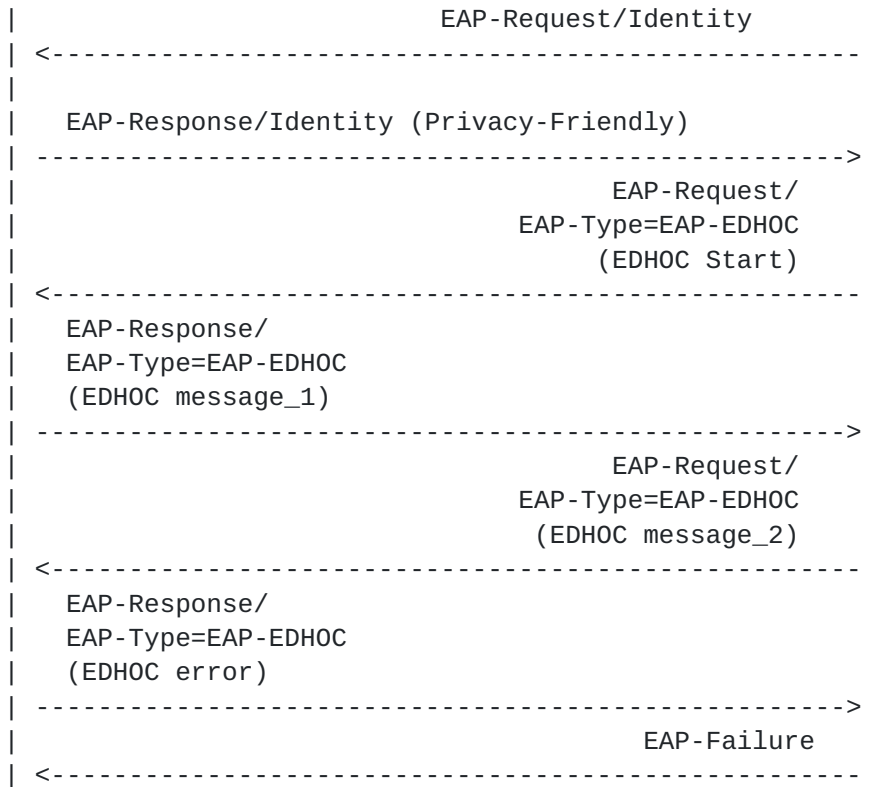 |                           EAP-Request/Identity
| <----------------------------------------------------
|
|   EAP-Response/Identity (Privacy-Friendly)
| ---------------------------------------------------->
|                                      EAP-Request/
|                                EAP-Type=EAP-EDHOC
|                                     (EDHOC Start)
| <----------------------------------------------------
|   EAP-Response/
|   EAP-Type=EAP-EDHOC
|   (EDHOC message_1)
| ---------------------------------------------------->
|                                      EAP-Request/
|                                EAP-Type=EAP-EDHOC
|                                 (EDHOC message_2)
| <----------------------------------------------------
|   EAP-Response/
|   EAP-Type=EAP-EDHOC
|   (EDHOC error)
| ---------------------------------------------------->
|                                        EAP-Failure
| <----------------------------------------------------